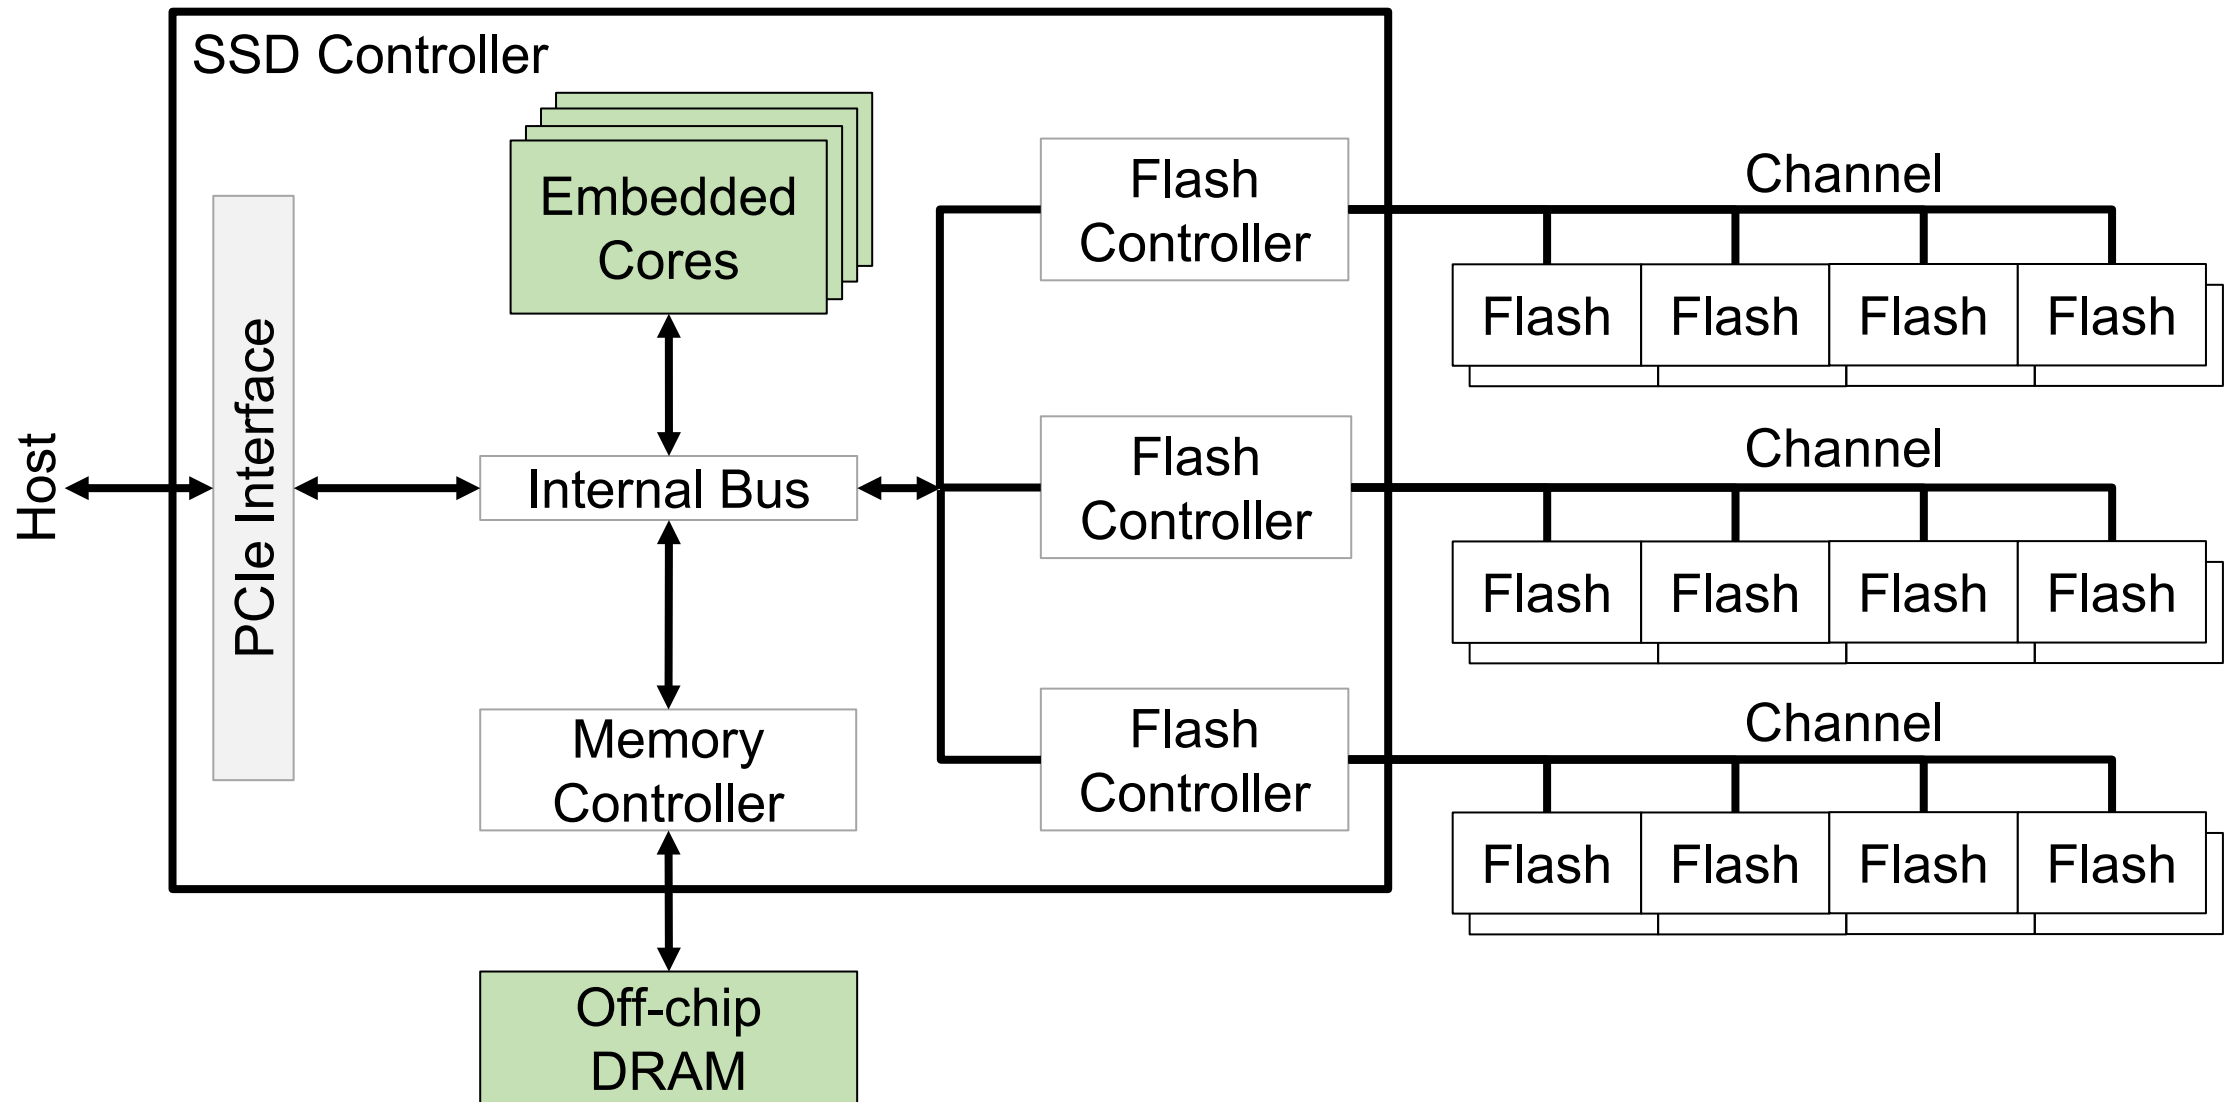 SSD Controller
Embedded
Cores
Flash
Controller
Channel
Flash Flash Flash Flash
Host
PCIe Interface
Internal Bus
Flash
Controller
Channel
Flash Flash Flash Flash
Memory
Controller
Flash
Controller
Channel
Flash Flash Flash Flash
Off-chip
DRAM